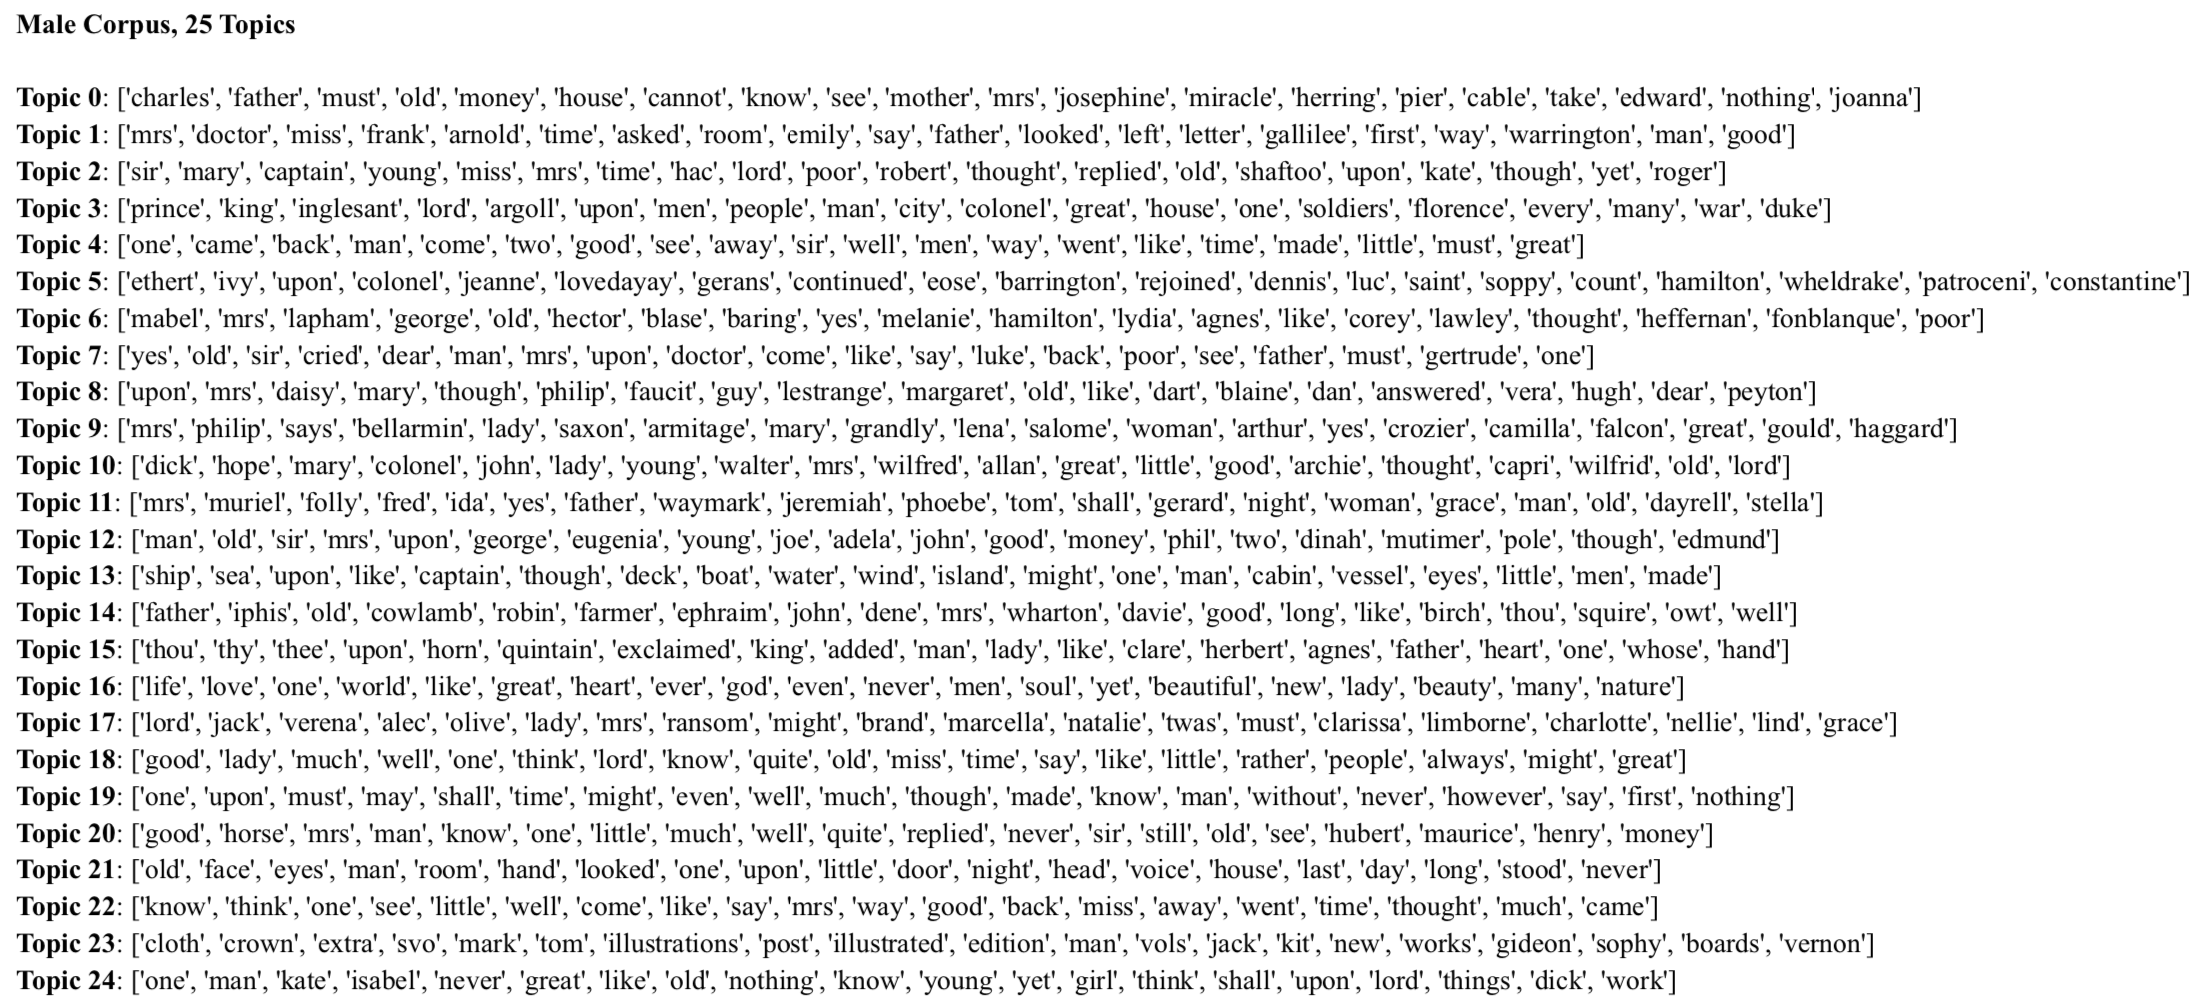 Male Corpus, 25 Topics
Topic 0: ['charles', 'father', 'must', 'old', 'money', 'house', 'cannot', 'know', 'see', 'mother', 'mrs', 'josephine', 'miracle', 'herring', 'pier', 'cable', 'take', 'edward', 'nothing', 'joanna']
Topic 1: ['mrs', 'doctor', 'miss', 'frank', 'arnold', 'time', 'asked', 'room', 'emily', 'say', 'father', 'looked', 'left', 'letter', 'gallilee', 'first', 'way', 'warrington', 'man', 'good']
Topic 2: ['sir', 'mary', 'captain', 'young', 'miss', 'mrs', 'time', 'hac', 'lord', 'poor', 'robert', 'thought', 'replied', 'old', 'shaftoo', 'upon', 'kate', 'though', 'yet', 'roger']
Topic 3: ['prince', 'king', 'inglesant', 'lord', 'argoll', 'upon', 'men', 'people', 'man', 'city', 'colonel', 'great', 'house', 'one', 'soldiers', 'florence', 'every', 'many', 'war', 'duke']
Topic 4: ['one', 'came', 'back', 'man', 'come', 'two', 'good', 'see', 'away', 'sir', 'well', 'men', 'way', 'went', 'like', 'time', 'made', 'little', 'must', 'great']
Topic 5: ['ethert', 'ivy', 'upon', 'colonel', 'jeanne', 'lovedayay', 'gerans', 'continued', 'eose', 'barrington', 'rejoined', 'dennis', 'luc', 'saint', 'soppy', 'count', 'hamilton', 'wheldrake', 'patroceni', 'constantine']
Topic 6: ['mabel', 'mrs', 'lapham', 'george', 'old', 'hector', 'blase', 'baring', 'yes', 'melanie', 'hamilton', 'lydia', 'agnes', 'like', 'corey', 'lawley', 'thought', 'heffernan', 'fonblanque', 'poor']
Topic 7: ['yes', 'old', 'sir', 'cried', 'dear', 'man', 'mrs', 'upon', 'doctor', 'come', 'like', 'say', 'luke', 'back', 'poor', 'see', 'father', 'must', 'gertrude', 'one']
Topic 8: ['upon', 'mrs', 'daisy', 'mary', 'though', 'philip', 'faucit', 'guy', 'lestrange', 'margaret', 'old', 'like', 'dart', 'blaine', 'dan', 'answered', 'vera', 'hugh', 'dear', 'peyton']
Topic 9: ['mrs', 'philip', 'says', 'bellarmin', 'lady', 'saxon', 'armitage', 'mary', 'grandly', 'lena', 'salome', 'woman', 'arthur', 'yes', 'crozier', 'camilla', 'falcon', 'great', 'gould', 'haggard']
Topic 10: ['dick', 'hope', 'mary', 'colonel', 'john', 'lady', 'young', 'walter', 'mrs', 'wilfred', 'allan', 'great', 'little', 'good', 'archie', 'thought', 'capri', 'wilfrid', 'old', 'lord']
Topic 11: ['mrs', 'muriel', 'folly', 'fred', 'ida', 'yes', 'father', 'waymark', 'jeremiah', 'phoebe', 'tom', 'shall', 'gerard', 'night', 'woman', 'grace', 'man', 'old', 'dayrell', 'stella']
Topic 12: ['man', 'old', 'sir', 'mrs', 'upon', 'george', 'eugenia', 'young', 'joe', 'adela', 'john', 'good', 'money', 'phil', 'two', 'dinah', 'mutimer', 'pole', 'though', 'edmund']
Topic 13: ['ship', 'sea', 'upon', 'like', 'captain', 'though', 'deck', 'boat', 'water', 'wind', 'island', 'might', 'one', 'man', 'cabin', 'vessel', 'eyes', 'little', 'men', 'made']
Topic 14: ['father', 'iphis', 'old', 'cowlamb', 'robin', 'farmer', 'ephraim', 'john', 'dene', 'mrs', 'wharton', 'davie', 'good', 'long', 'like', 'birch', 'thou', 'squire', 'owt', 'well']
Topic 15: ['thou', 'thy', 'thee', 'upon', 'horn', 'quintain', 'exclaimed', 'king', 'added', 'man', 'lady', 'like', 'clare', 'herbert', 'agnes', 'father', 'heart', 'one', 'whose', 'hand']
Topic 16: ['life', 'love', 'one', 'world', 'like', 'great', 'heart', 'ever', 'god', 'even', 'never', 'men', 'soul', 'yet', 'beautiful', 'new', 'lady', 'beauty', 'many', 'nature']
Topic 17: ['lord', 'jack', 'verena', 'alec', 'olive', 'lady', 'mrs', 'ransom', 'might', 'brand', 'marcella', 'natalie', 'twas', 'must', 'clarissa', 'limborne', 'charlotte', 'nellie', 'lind', 'grace']
Topic 18: ['good', 'lady', 'much', 'well', 'one', 'think', 'lord', 'know', 'quite', 'old', 'miss', 'time', 'say', 'like', 'little', 'rather', 'people', 'always', 'might', 'great']
Topic 19: ['one', 'upon', 'must', 'may', 'shall', 'time', 'might', 'even', 'well', 'much', 'though', 'made', 'know', 'man', 'without', 'never', 'however', 'say', 'first', 'nothing']
Topic 20: ['good', 'horse', 'mrs', 'man', 'know', 'one', 'little', 'much', 'well', 'quite', 'replied', 'never', 'sir', 'still', 'old', 'see', 'hubert', 'maurice', 'henry', 'money']
Topic 21: ['old', 'face', 'eyes', 'man', 'room', 'hand', 'looked', 'one', 'upon', 'little', 'door', 'night', 'head', 'voice', 'house', 'last', 'day', 'long', 'stood', 'never']
Topic 22: ['know', 'think', 'one', 'see', 'little', 'well', 'come', 'like', 'say', 'mrs', 'way', 'good', 'back', 'miss', 'away', 'went', 'time', 'thought', 'much', 'came']
Topic 23: ['cloth', 'crown', 'extra', 'svo', 'mark', 'tom', 'illustrations', 'post', 'illustrated', 'edition', 'man', 'vols', 'jack', 'kit', 'new', 'works', 'gideon', 'sophy', 'boards', 'vernon']
Topic 24: ['one', 'man', 'kate', 'isabel', 'never', 'great', 'like', 'old', 'nothing', 'know', 'young', 'yet', 'girl', 'think', 'shall', 'upon', 'lord', 'things', 'dick', 'work']